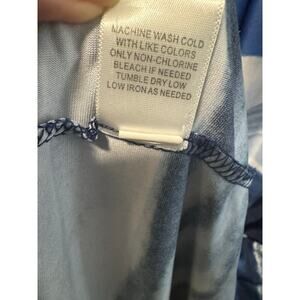 MACHINE WASH COLD
WITH LIKE COLORS
ONLY NON-CHLORINE
BLEACH IF NEEDED
TUMBLE DRY LOW
LOW IRON AS NEEDED